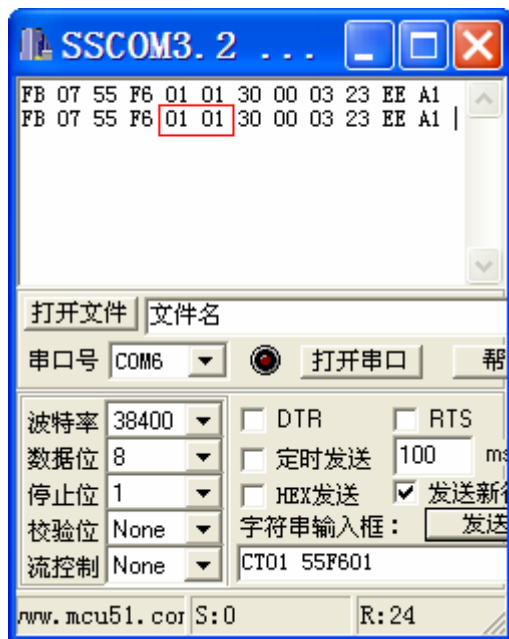 SSCOM3.2 ...
FB 07 55 F6 01 01 30 00 03 23 EE A1
FB 07 55 F6 01 01 30 00 03 23 EE A1
打开文件 文件名
串口号 COM6 打开串口 帮
波特率 38400 DTR RTS
数据位 8 定时发送 100 ms
停止位 1 HEX发送 发送新行
校验位 None 字符串输入框： 发送
流控制 None CT01 55F601
www.mcu51.cor S:0 R:24